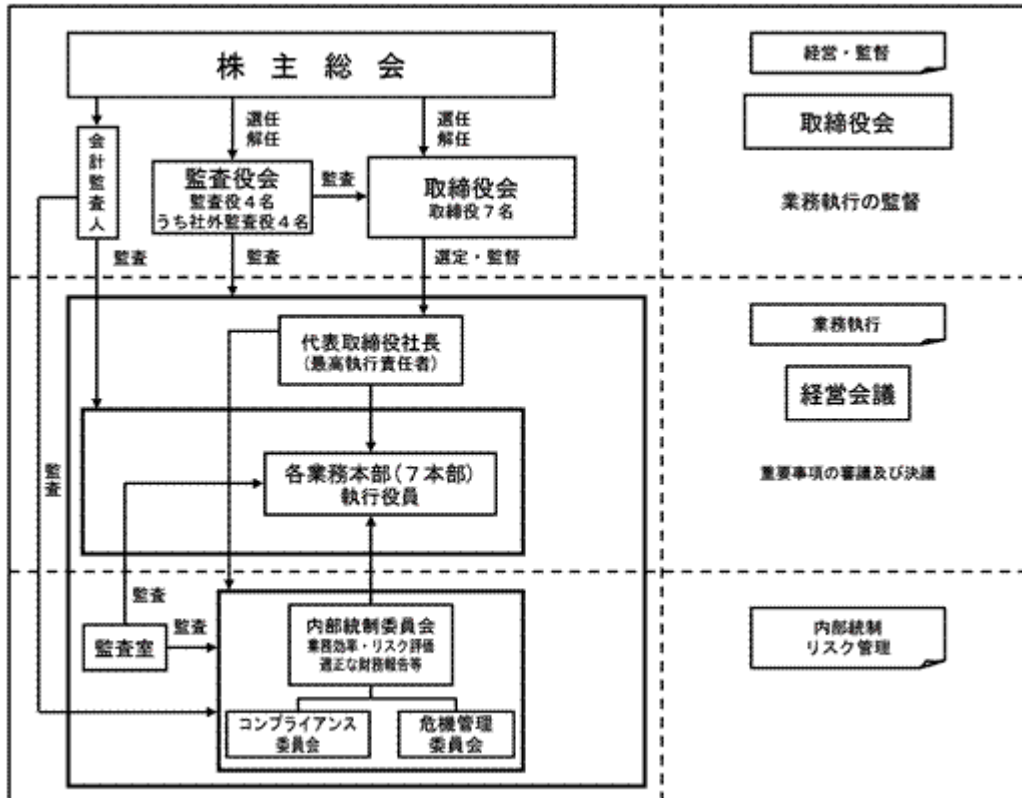 株主総会
経営・監督
取締役会
業務執行の監督
選任
解任
選任
解任
会計監査人
監査役会
監査役4名
うち社外監査役4名
監査
取締役会
取締役7名
監査
監査
選定・監督
代表取締役社長
(最高執行責任者)
業務執行
経営会議
重要事項の審議及び決議
各業務本部(7本部)
執行役員
監査
監査
監査
監査室
内部統制委員会
業務効率・リスク評価
適正な財務報告等
コンプライアンス
委員会
危機管理
委員会
内部統制
リスク管理